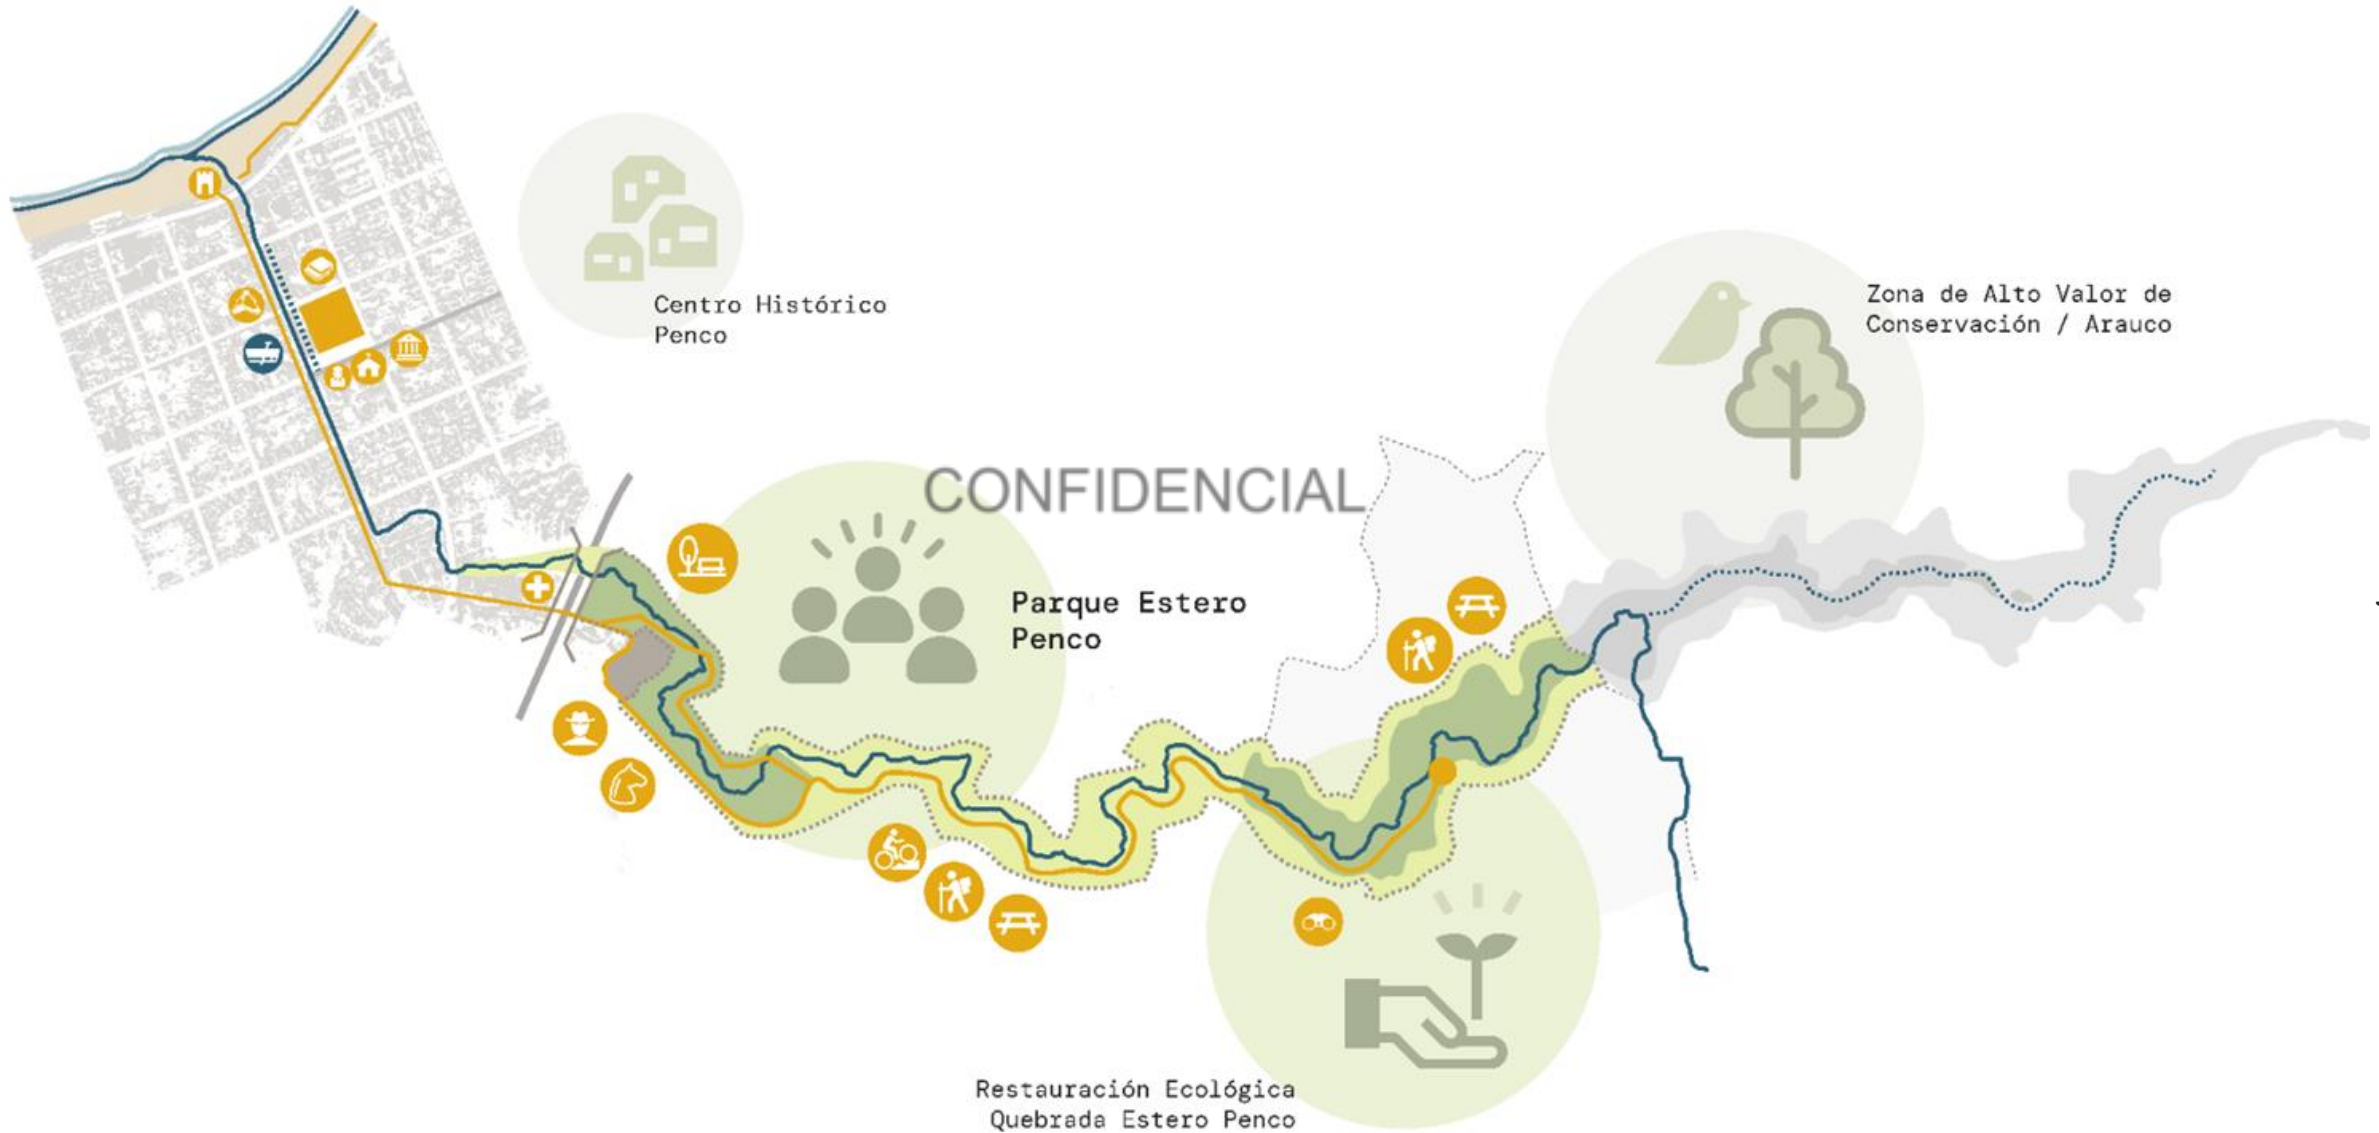 Centro Histórico
Penco
Zona de Alto Valor de
Conservación / Arauco
CONFIDENCIAL
Parque Estero
Penco
Restauración Ecológica
Quebrada Estero Penco